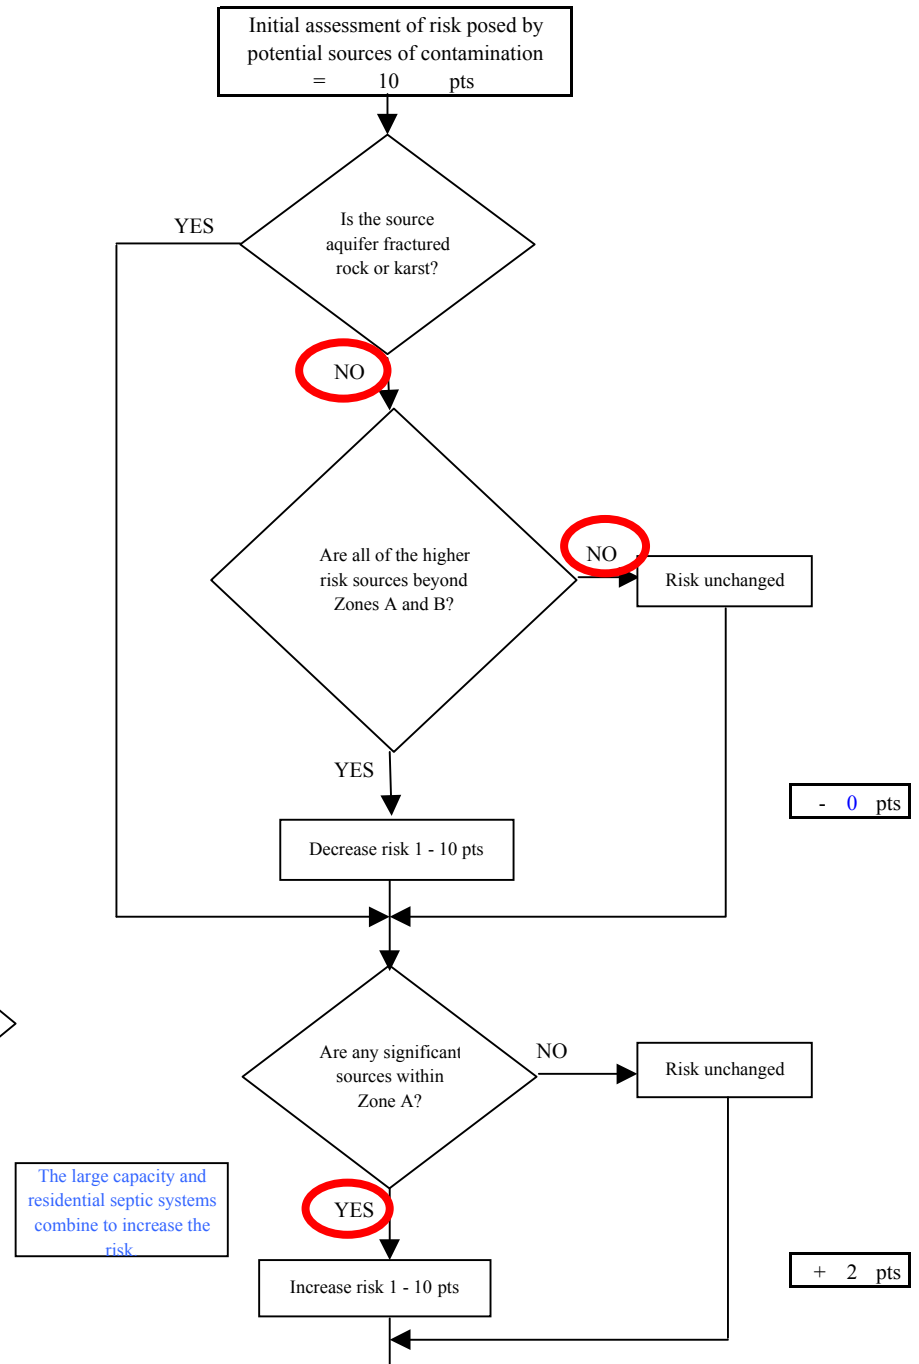 Initial assessment of risk posed by
potential sources of contamination
= 10 pts
YES
Is the source
aquifer fractured
rock or karst?
NO
Are all of the higher
risk sources beyond
Zones A and B?
NO
Risk unchanged
YES
- 0 pts
Decrease risk 1 - 10 pts
Are any significant
sources within
Zone A?
NO
Risk unchanged
The large capacity and
residential septic systems
combine to increase the
risk
YES
+ 2 pts
Increase risk 1 - 10 pts